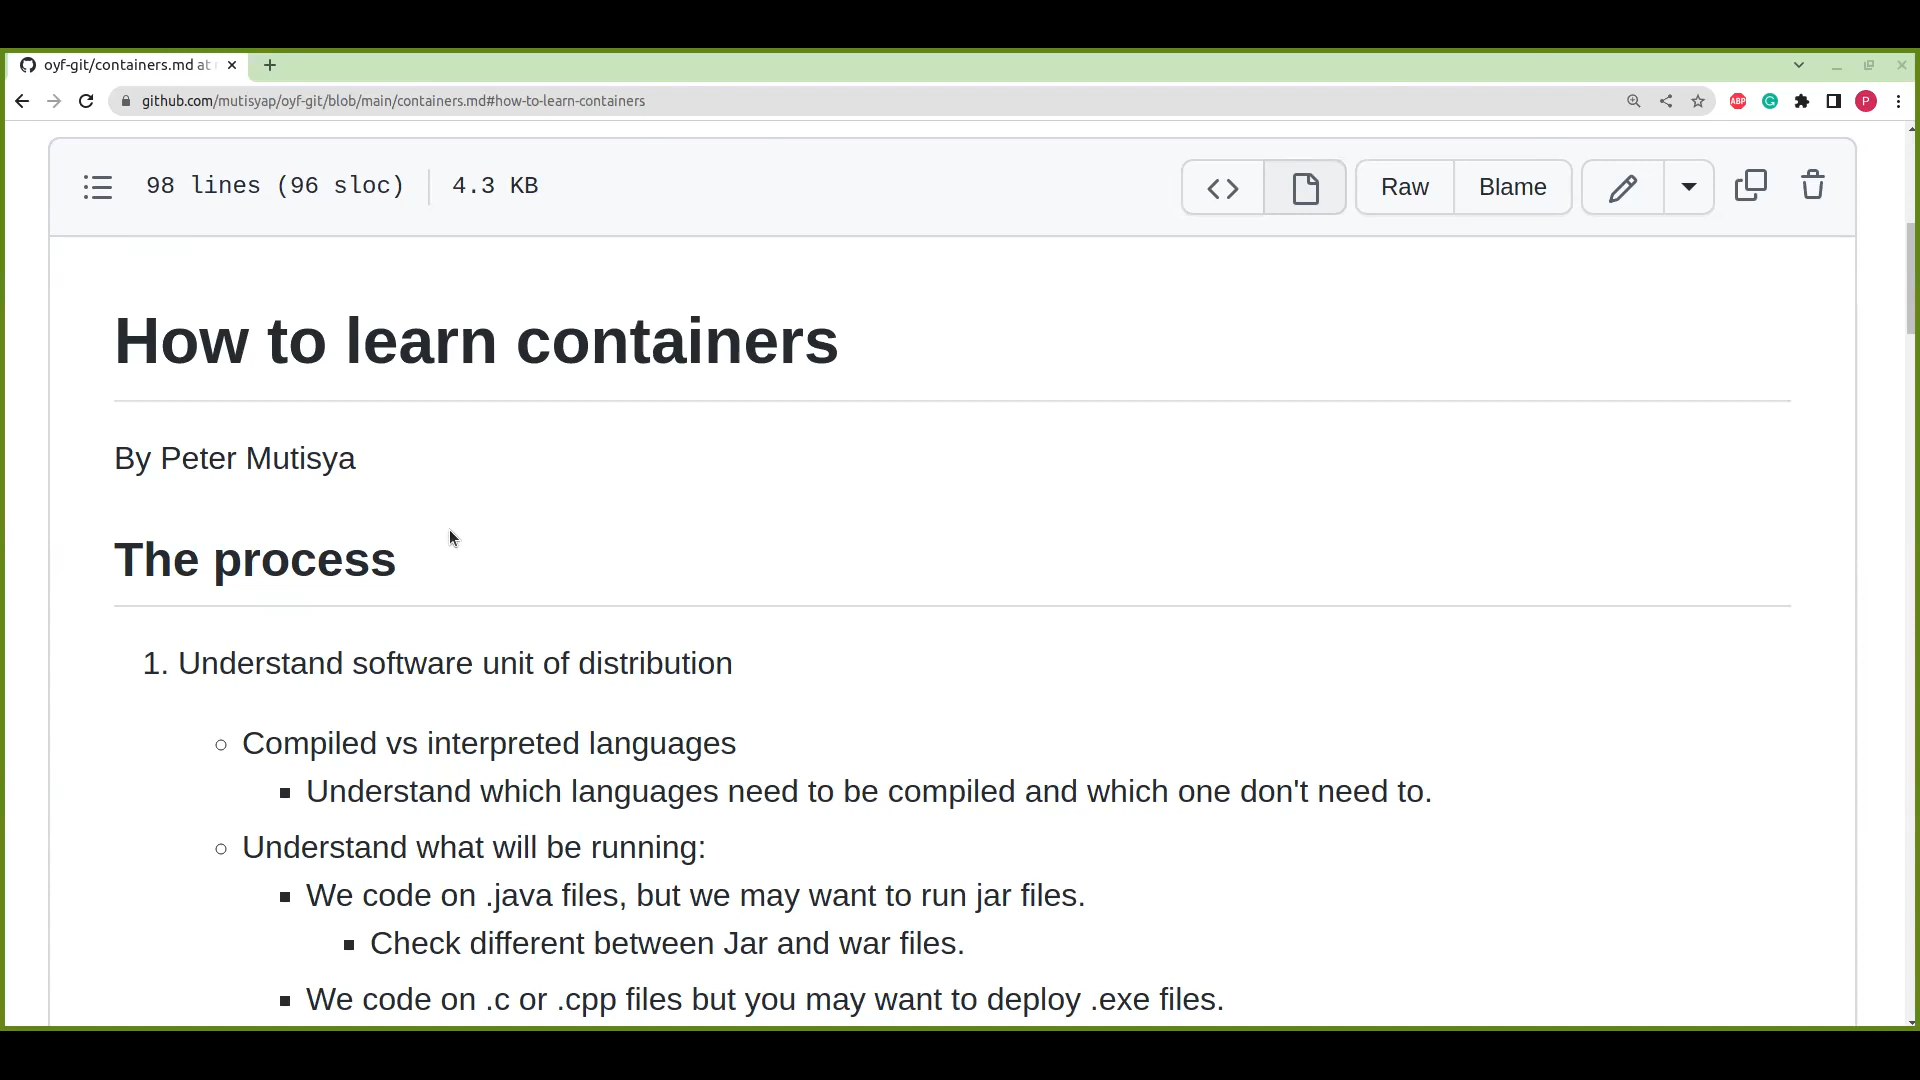 oyf-git/containers.md at
github.com/mutisyap/oyf-git/blob/main/containers.md#how-to-learn-containers
ABP
P
98 lines (96 sloc) 4.3 KB
Raw
Blame
How to learn containers
By Peter Mutisya
The process
1. Understand software unit of distribution
Compiled vs interpreted languages
Understand which languages need to be compiled and which one don't need to.
Understand what will be running:
We code on .java files, but we may want to run jar files.
Check different between Jar and war files.
We code on .c or .cpp files but you may want to deploy .exe files.